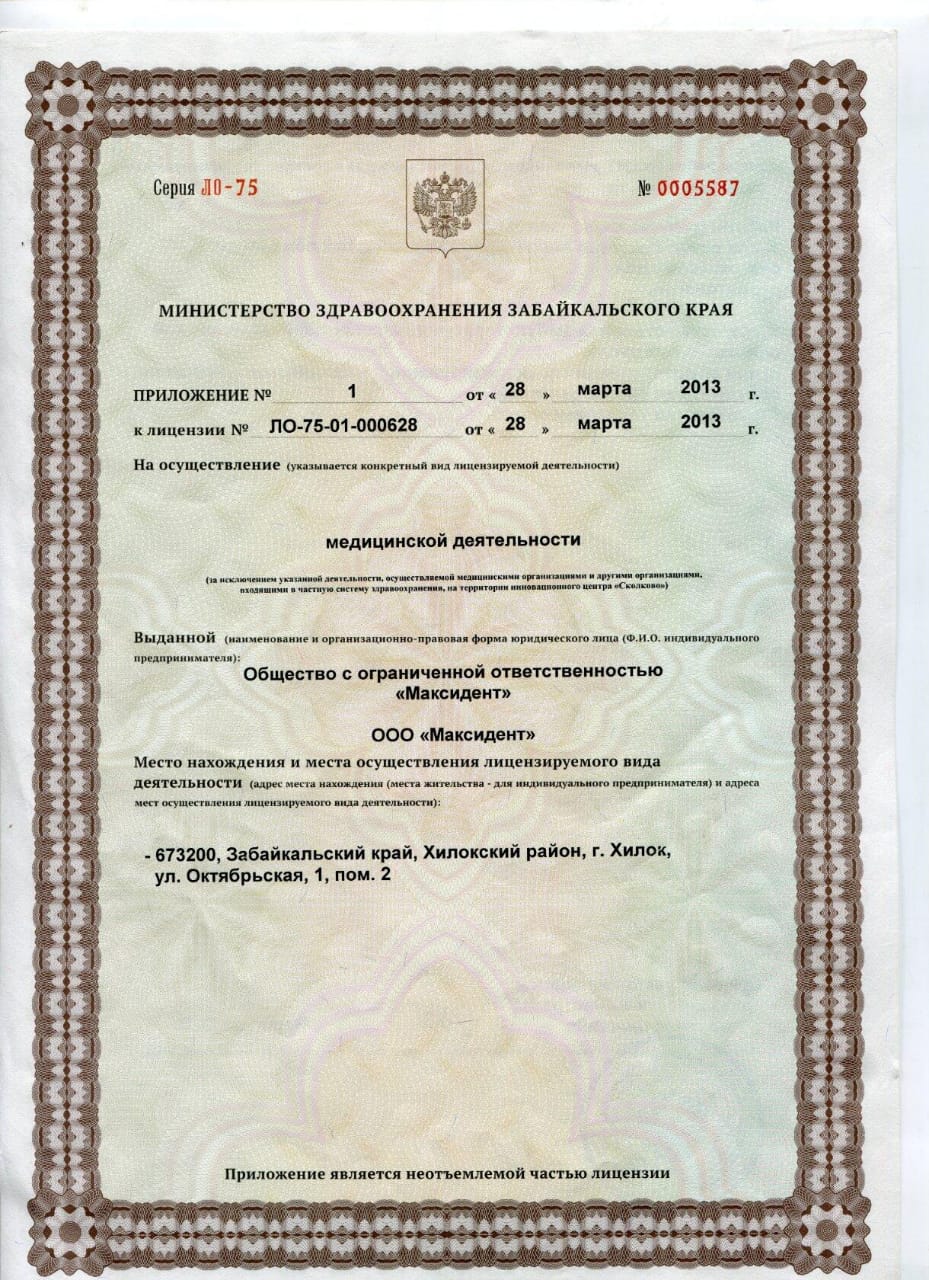 Серия ЛО-75 № 0005587
МИНИСТЕРСТВО ЗДРАВООХРАНЕНИЯ ЗАБАЙКАЛЬСКОГО КРАЯ
ПРИЛОЖЕНИЕ № 1 от « 28 » марта 2013 г.
к лицензии № ЛО-75-01-000628 от « 28 » марта 2013 г.
На осуществление (указывается конкретный вид лицензируемой деятельности)
медицинской деятельности
(за исключением указанной деятельности, осуществляемой медицинскими организациями и другими организациями,
входящими в частную систему здравоохранения, на территории инновационного центра «Сколково»)
Выданной (наименование и организационно-правовая форма юридического лица (Ф.И.О. индивидуального
предпринимателя):
Общество с ограниченной ответственностью
«Максидент»
ООО «Максидент»
Место нахождения и места осуществления лицензируемого вида
деятельности (адрес места нахождения (места жительства - для индивидуального предпринимателя) и адреса
мест осуществления лицензируемого вида деятельности):
- 673200, Забайкальский край, Хилокский район, г. Хилок,
ул. Октябрьская, 1, пом. 2
Приложение является неотъемлемой частью лицензии